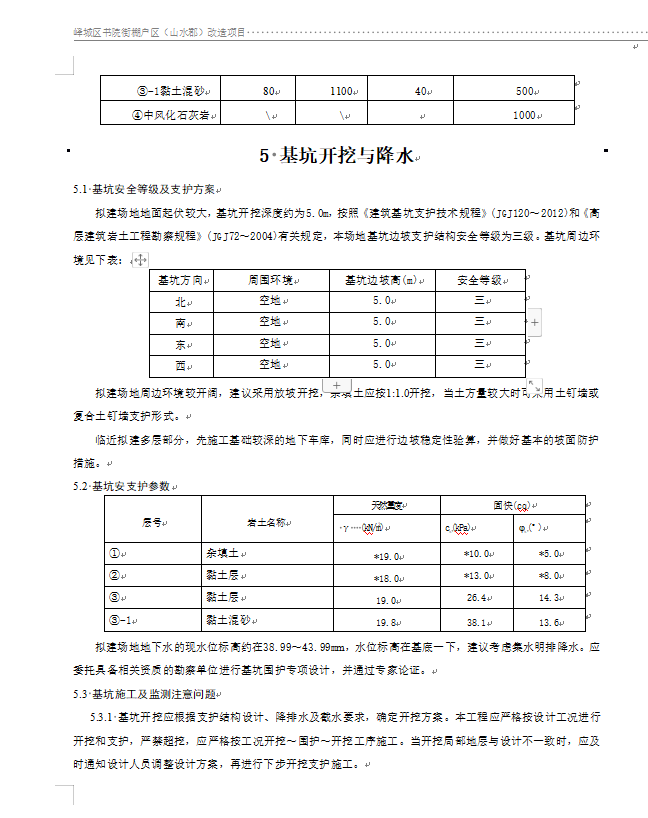 峄城区书院街棚户区（山水郡）改造项目
③-1黏土混砂 80 1100 40 500
④中风化石灰岩 \ \ 1000
5 基坑开挖与降水
5.1 基坑安全等级及支护方案
拟建场地地面起伏较大，基坑开挖深度约为5.0m，按照《建筑基坑支护技术规程》（JGJ120～2012)和《高
层建筑岩土工程勘察规程》（JGJ72～2004)有关规定，本场地基坑边坡支护结构安全等级为三级。基坑周边环
境见下表：
基坑方向 周围环境 基坑边坡高(m) 安全等级
北 空地 5.0 三
南 空地 5.0 三
东 空地 5.0 三
西 空地 5.0 三
拟建场地周边环境较开阔，建议采用放坡开挖，杂填土应按1:1.0开挖，当土方量较大时可采用土钉墙或
复合土钉墙支护形式。
临近拟建多层部分，先施工基础较深的地下车库，同时应进行边坡稳定性验算，并做好基本的坡面防护
措施。
5.2 基坑安支护参数
层号 岩土名称 天然重度 固快(cq)
γ (kN/㎥) c (kPa) φ (°)
① 杂填土 *19.0 *10.0 *5.0
② 黏土层 *18.0 *13.0 *8.0
③ 黏土层 19.0 26.4 14.3
③-1 黏土混砂 19.8 38.1 13.6
拟建场地地下水的现水位标高约在38.99～43.99mm，水位标高在基底一下，建议考虑集水明排降水。应
委托具备相关资质的勘察单位进行基坑围护专项设计，并通过专家论证。
5.3 基坑施工及监测注意问题
5.3.1 基坑开挖应根据支护结构设计、降排水及截水要求，确定开挖方案。本工程应严格按设计工况进行
开挖和支护，严禁超挖，应严格按工况开挖～围护～开挖工序施工。当开挖局部地层与设计不一致时，应及
时通知设计人员调整设计方案，再进行下步开挖支护施工。